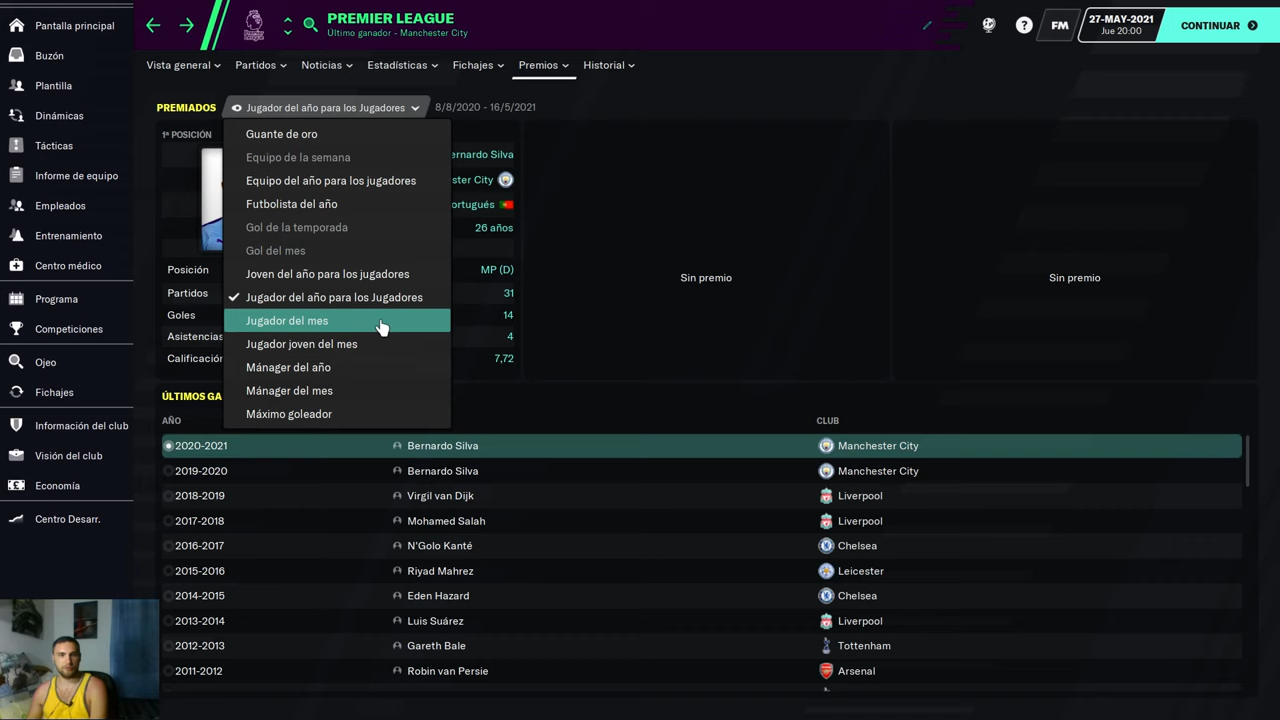 Pantalla principal
Buzón
Plantilla
Dinámicas
Tácticas
Informe de equipo
Empleados
Entrenamiento
Centro médico
Programa
Competiciones
Ojeo
Fichajes
Información del club
Visión del club
Economía
Centro Desarr.
PREMIER LEAGUE
Último ganador - Manchester City
FM
27-MAY-2021
Jue 20:00
CONTINUAR
Vista general
Partidos
Noticias
Estadísticas
Fichajes
Premios
Historial
PREMIADOS
Jugador del año para los Jugadores
8/8/2020 - 16/5/2021
1ª POSICIÓN
Guante de oro
Equipo de la semana
Equipo del año para los jugadores
Futbolista del año
Gol de la temporada
Gol del mes
Joven del año para los jugadores
Jugador del año para los Jugadores
Jugador del mes
Jugador joven del mes
Mánager del año
Mánager del mes
Máximo goleador
ernardo Silva
ster City
ortugués
26 años
Posición MP (D)
Partidos 31
Goles 14
Asistencias 4
Calificación 7,72
Sin premio
Sin premio
ÚLTIMOS GA
AÑO CLUB
2020-2021 Bernardo Silva Manchester City
2019-2020 Bernardo Silva Manchester City
2018-2019 Virgil van Dijk Liverpool
2017-2018 Mohamed Salah Liverpool
2016-2017 N'Golo Kanté Chelsea
2015-2016 Riyad Mahrez Leicester
2014-2015 Eden Hazard Chelsea
2013-2014 Luis Suárez Liverpool
2012-2013 Gareth Bale Tottenham
2011-2012 Robin van Persie Arsenal